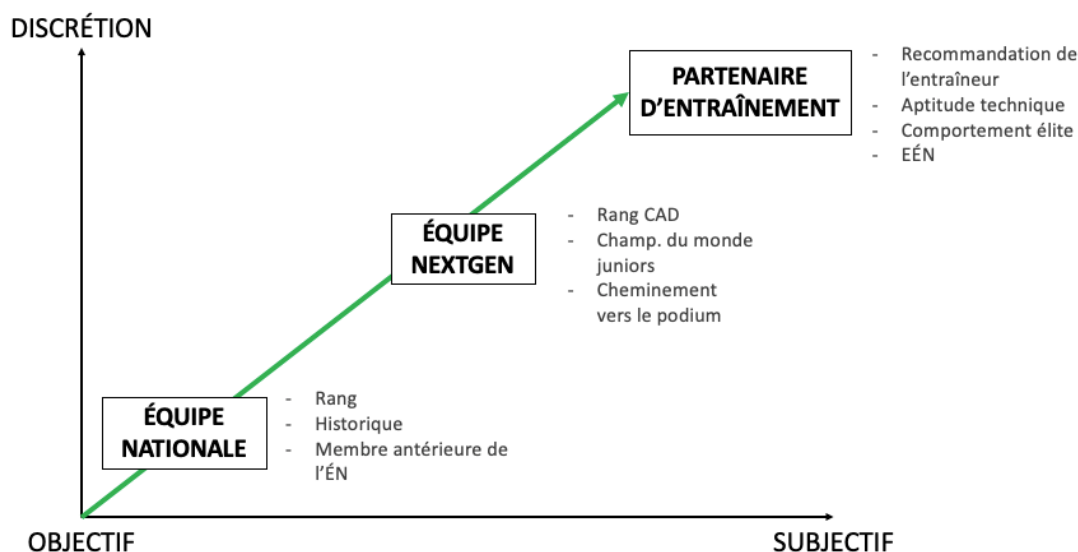 DISCRÉTION
PARTENAIRE
D'ENTRAÎNEMENT
- Recommandation de
l'entraîneur
- Aptitude technique
- Comportement élite
- EÉN
ÉQUIPE
NEXTGEN
- Rang CAD
- Champ. du monde
juniors
- Cheminement
vers le podium
ÉQUIPE
NATIONALE
- Rang
- Historique
- Membre antérieure de
l'ÉN
OBJECTIF
SUBJECTIF